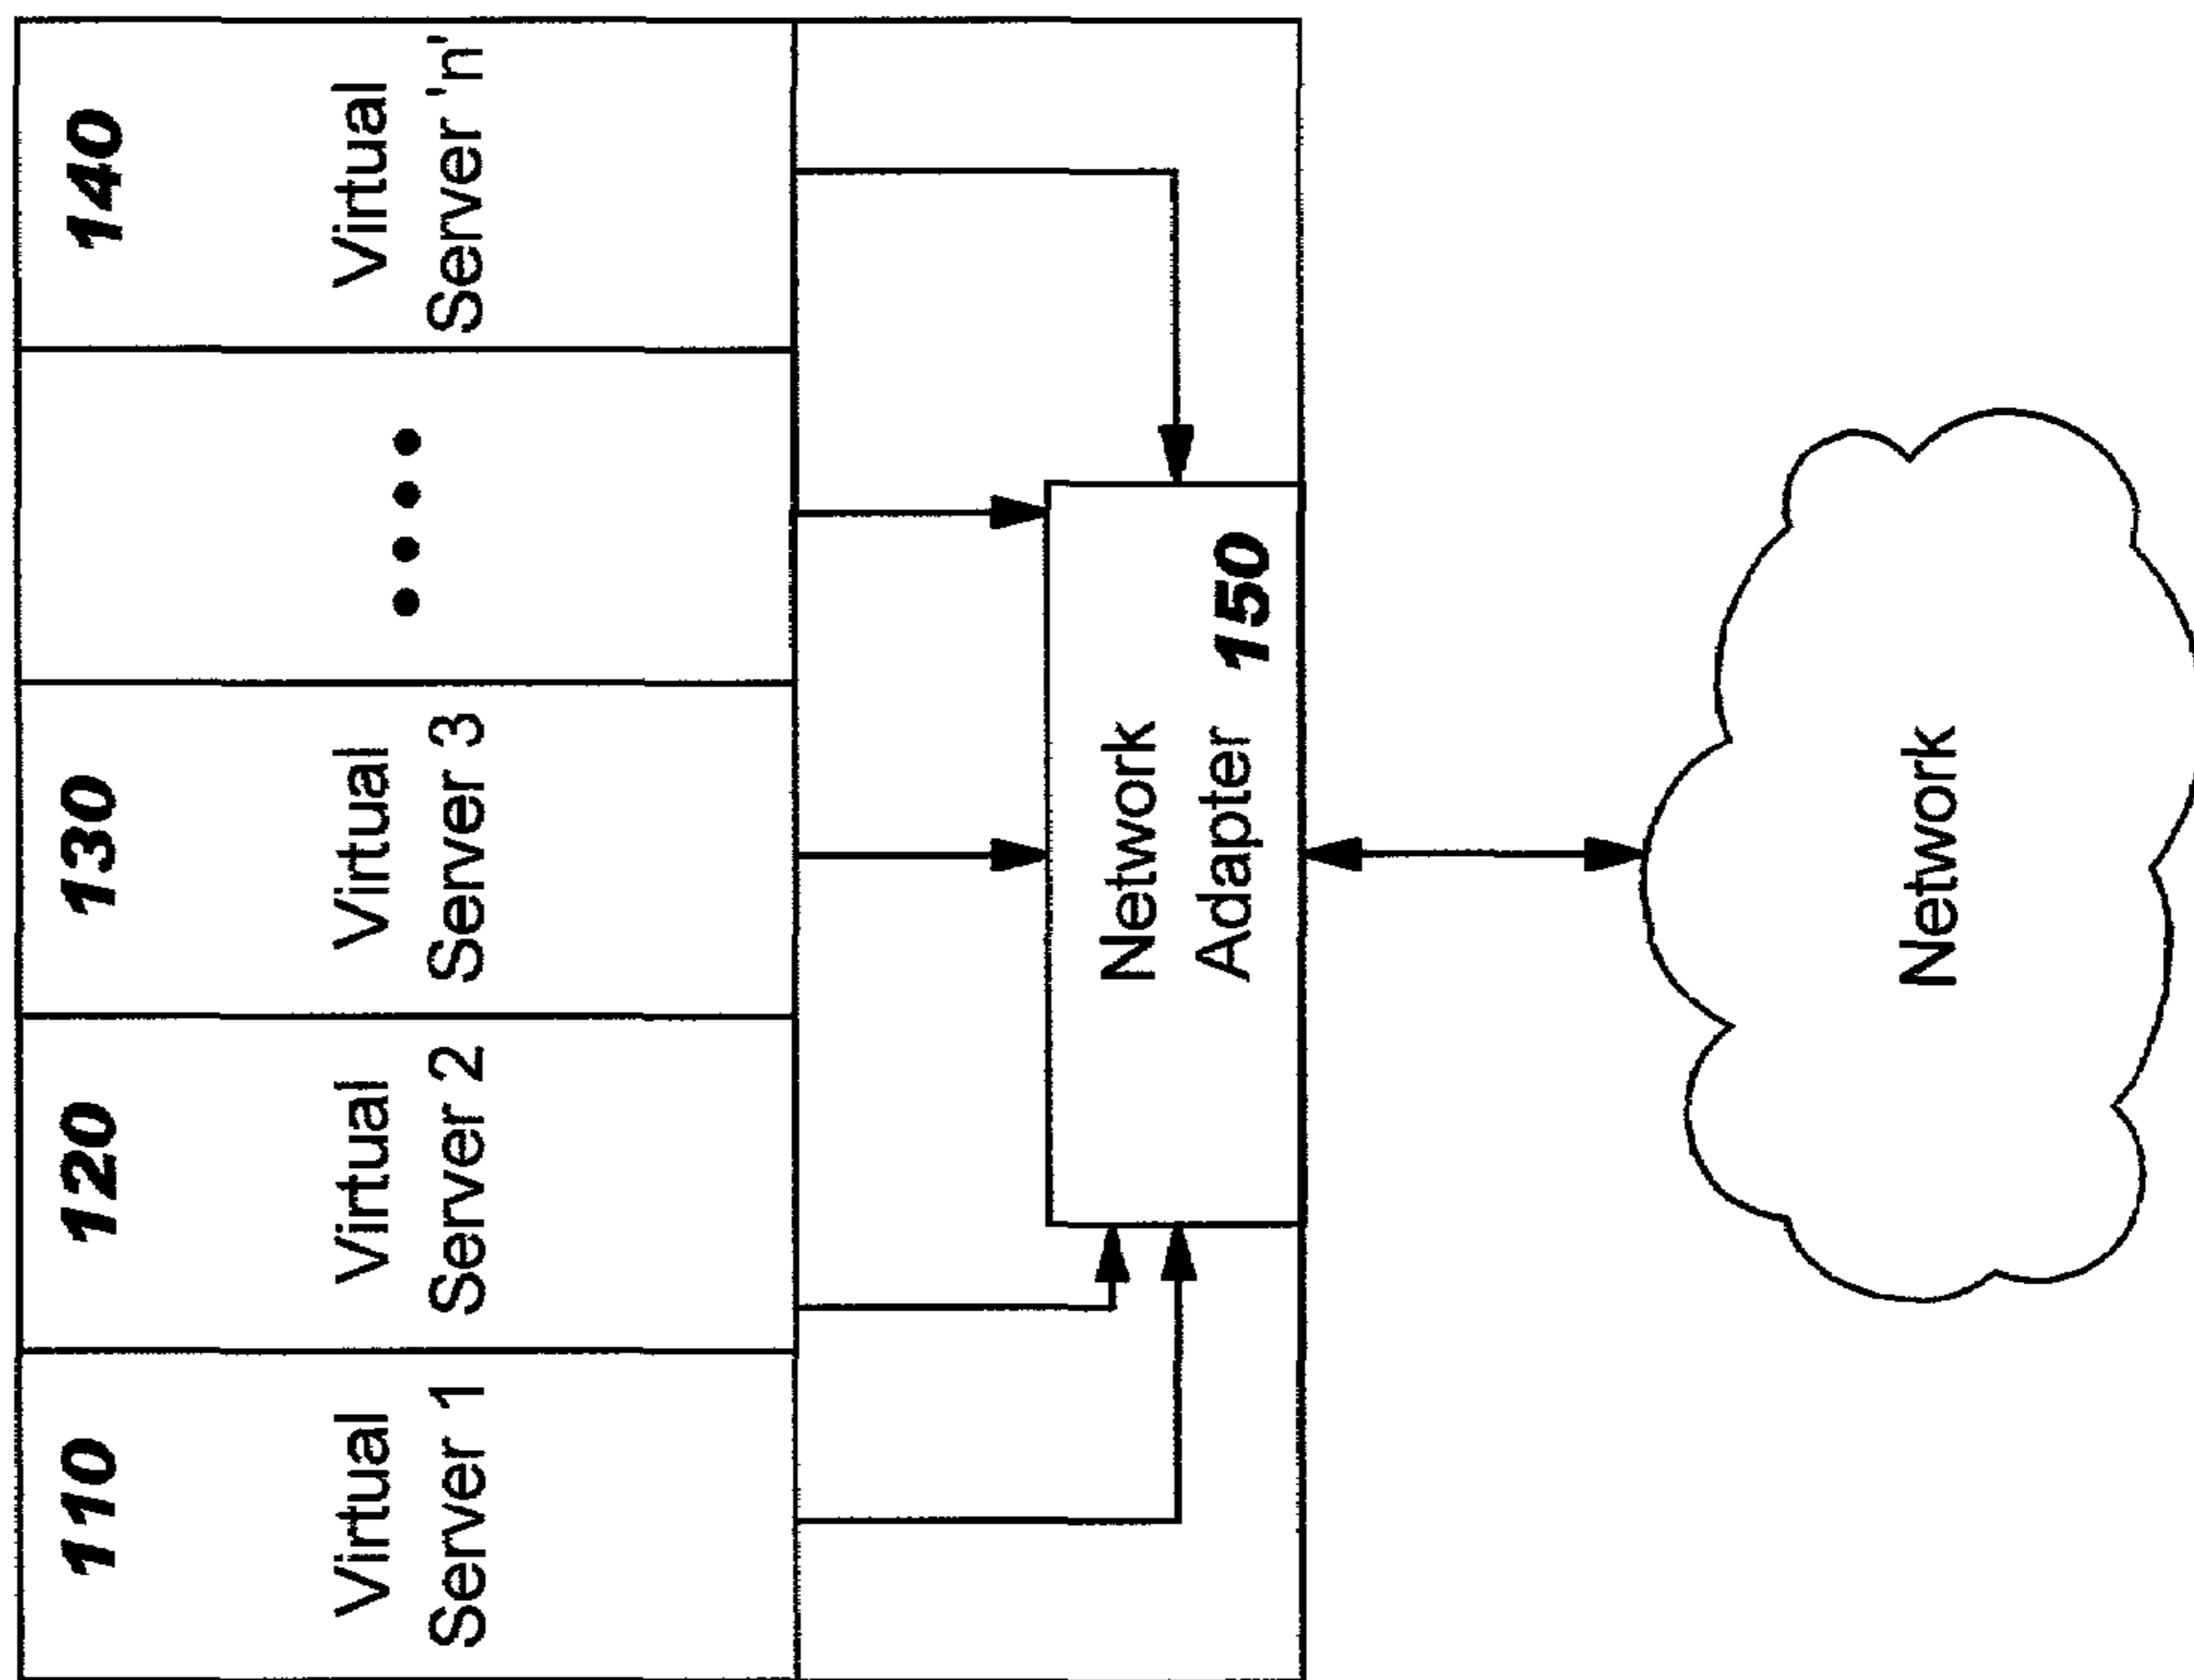 110
Virtual
Server 1
120
Virtual
Server 2
130
Virtual
Server 3
140
Virtual
Server 'n'
Network
Adapter 150
Network